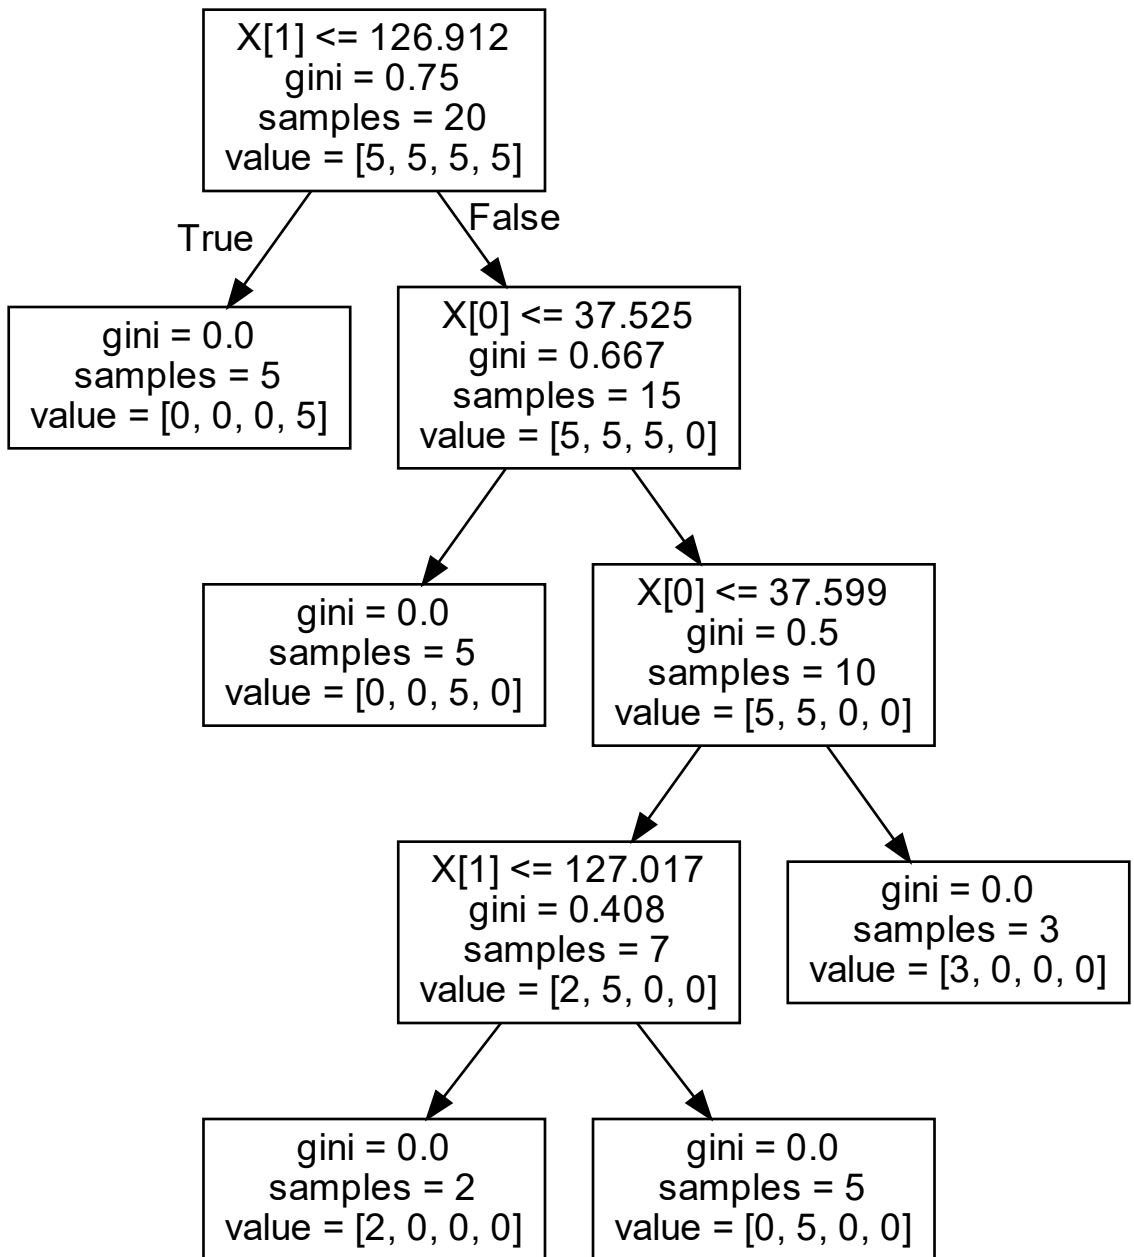 X[1] <= 126.912
gini = 0.75
samples = 20
value = [5, 5, 5, 5]
True
False
gini = 0.0
samples = 5
value = [0, 0, 0, 5]
X[0] <= 37.525
gini = 0.667
samples = 15
value = [5, 5, 5, 0]
gini = 0.0
samples = 5
value = [0, 0, 5, 0]
X[0] <= 37.599
gini = 0.5
samples = 10
value = [5, 5, 0, 0]
X[1] <= 127.017
gini = 0.408
samples = 7
value = [2, 5, 0, 0]
gini = 0.0
samples = 3
value = [3, 0, 0, 0]
gini = 0.0
samples = 2
value = [2, 0, 0, 0]
gini = 0.0
samples = 5
value = [0, 5, 0, 0]